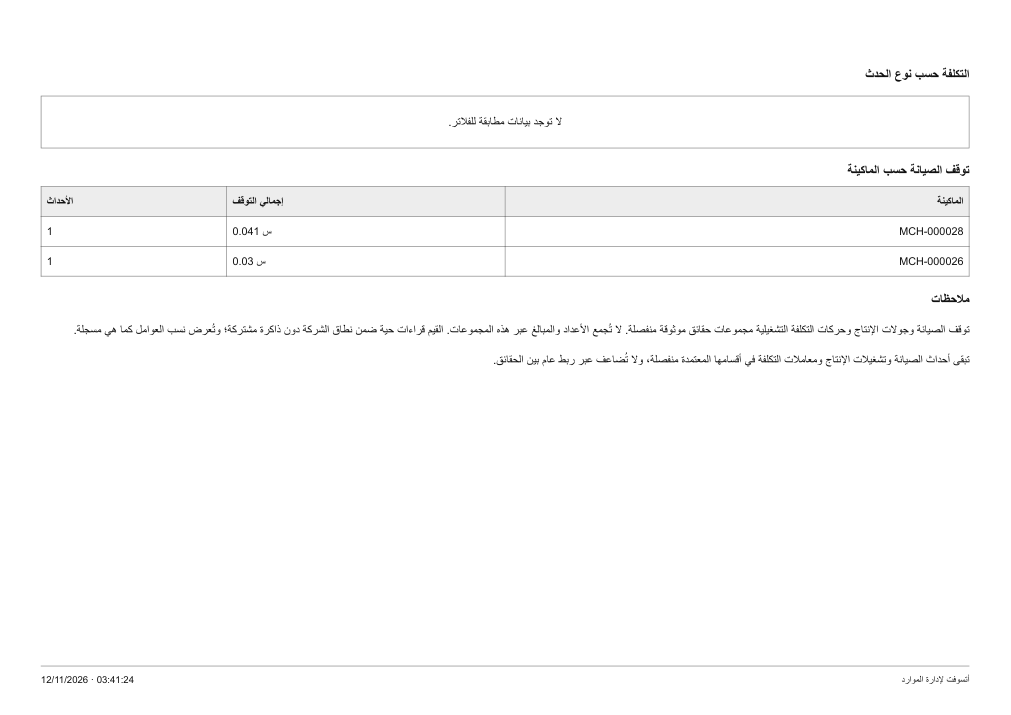 التكلفة حسب نوع الحدث
لا توجد بيانات مطابقة للفلاتر.
توقف الصيانة حسب الماكينة
الماكينة إجمالي التوقف الأحداث
MCH-000028 0.041 س 1
MCH-000026 0.03 س 1
ملاحظات
توقف الصيانة وجولات الإنتاج وحركات التكلفة التشغيلية مجموعات حقائق موثوقة منفصلة. لا تُجمع الأعداد والمبالغ عبر هذه المجموعات. القيم قراءات حية ضمن نطاق الشركة دون ذاكرة مشتركة؛ وتُعرض نسب العوامل كما هي مسجلة.
تبقى أحداث الصيانة وتشغيلات الإنتاج ومعاملات التكلفة في أقسامها المعتمدة منفصلة، ولا تُضاعف عبر ربط عام بين الحقائق.
أتسوفت لإدارة الموارد 12/11/2026 · 03:41:24